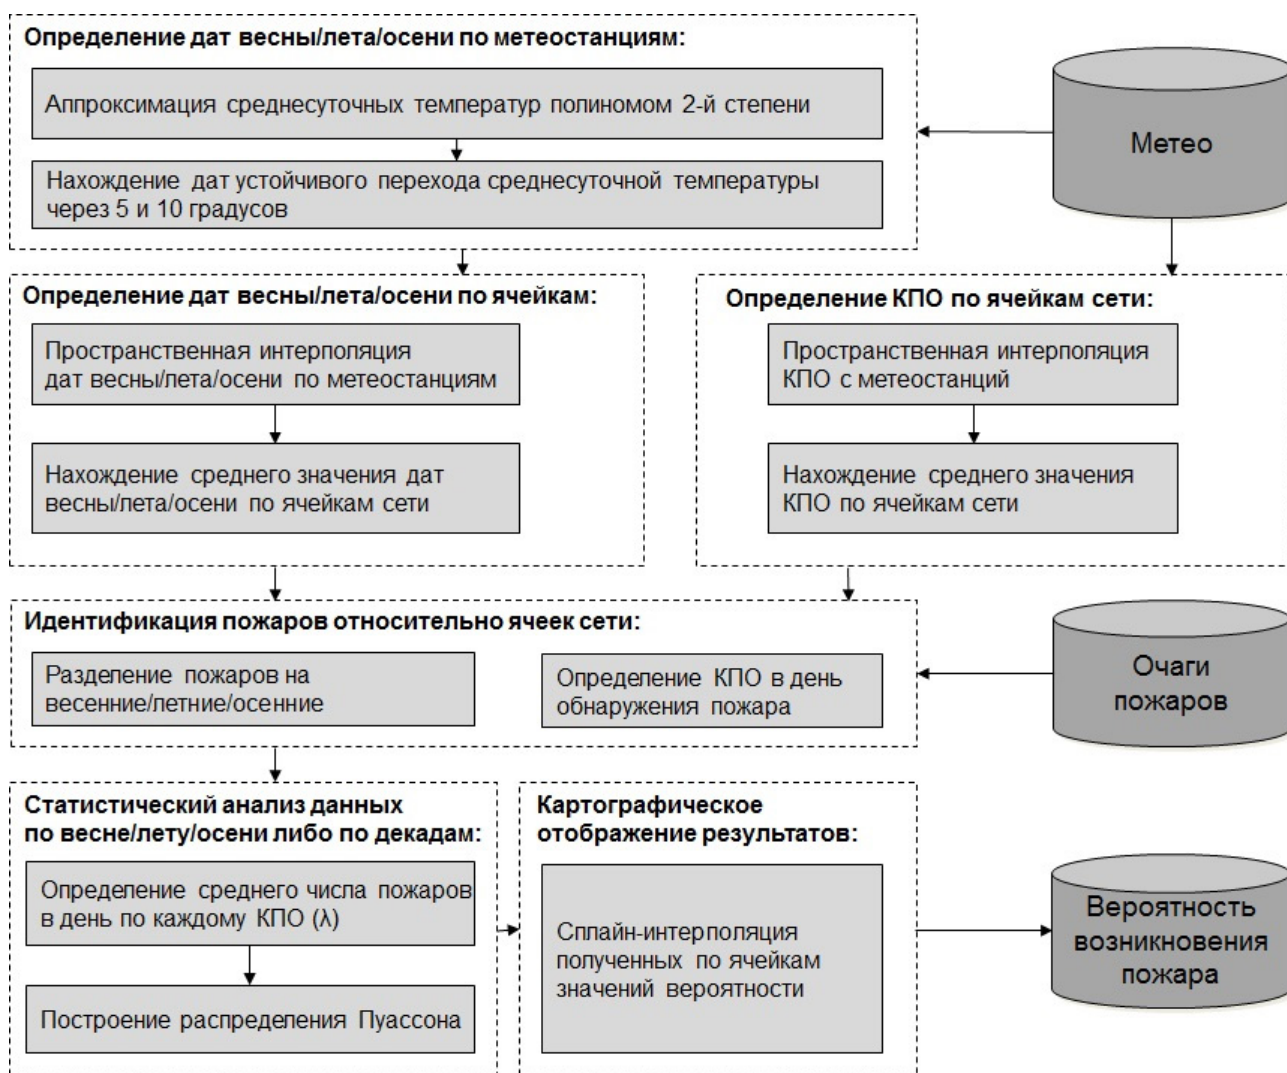 Определение дат весны/лета/осени по метеостанциям:
Аппроксимация среднесуточных температур полиномом 2-й степени
Нахождение дат устойчивого перехода среднесуточной температуры
через 5 и 10 градусов
Метео
Определение дат весны/лета/осени по ячейкам:
Пространственная интерполяция
дат весны/лета/осени по метеостанциям
Нахождение среднего значения дат
весны/лета/осени по ячейкам сети
Определение КПО по ячейкам сети:
Пространственная интерполяция
КПО с метеостанций
Нахождение среднего значения
КПО по ячейкам сети
Идентификация пожаров относительно ячеек сети:
Разделение пожаров на
весенние/летние/осенние
Определение КПО в день
обнаружения пожара
Очаги
пожаров
Статистический анализ данных
по весне/лету/осени либо по декадам:
Определение среднего числа пожаров
в день по каждому КПО (λ)
Построение распределения Пуассона
Картографическое
отображение результатов:
Сплайн-интерполяция
полученных по ячейкам
значений вероятности
Вероятность
возникновения
пожара